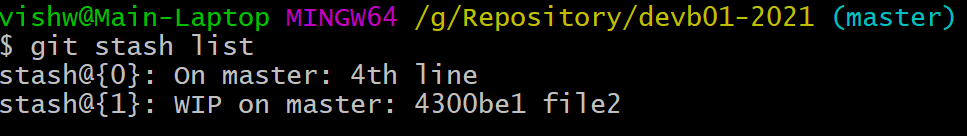 vishw@Main-Laptop MINGW64 /g/Repository/devb01-2021 (master)
$ git stash list
stash@{0}: On master: 4th line
stash@{1}: WIP on master: 4300be1 file2